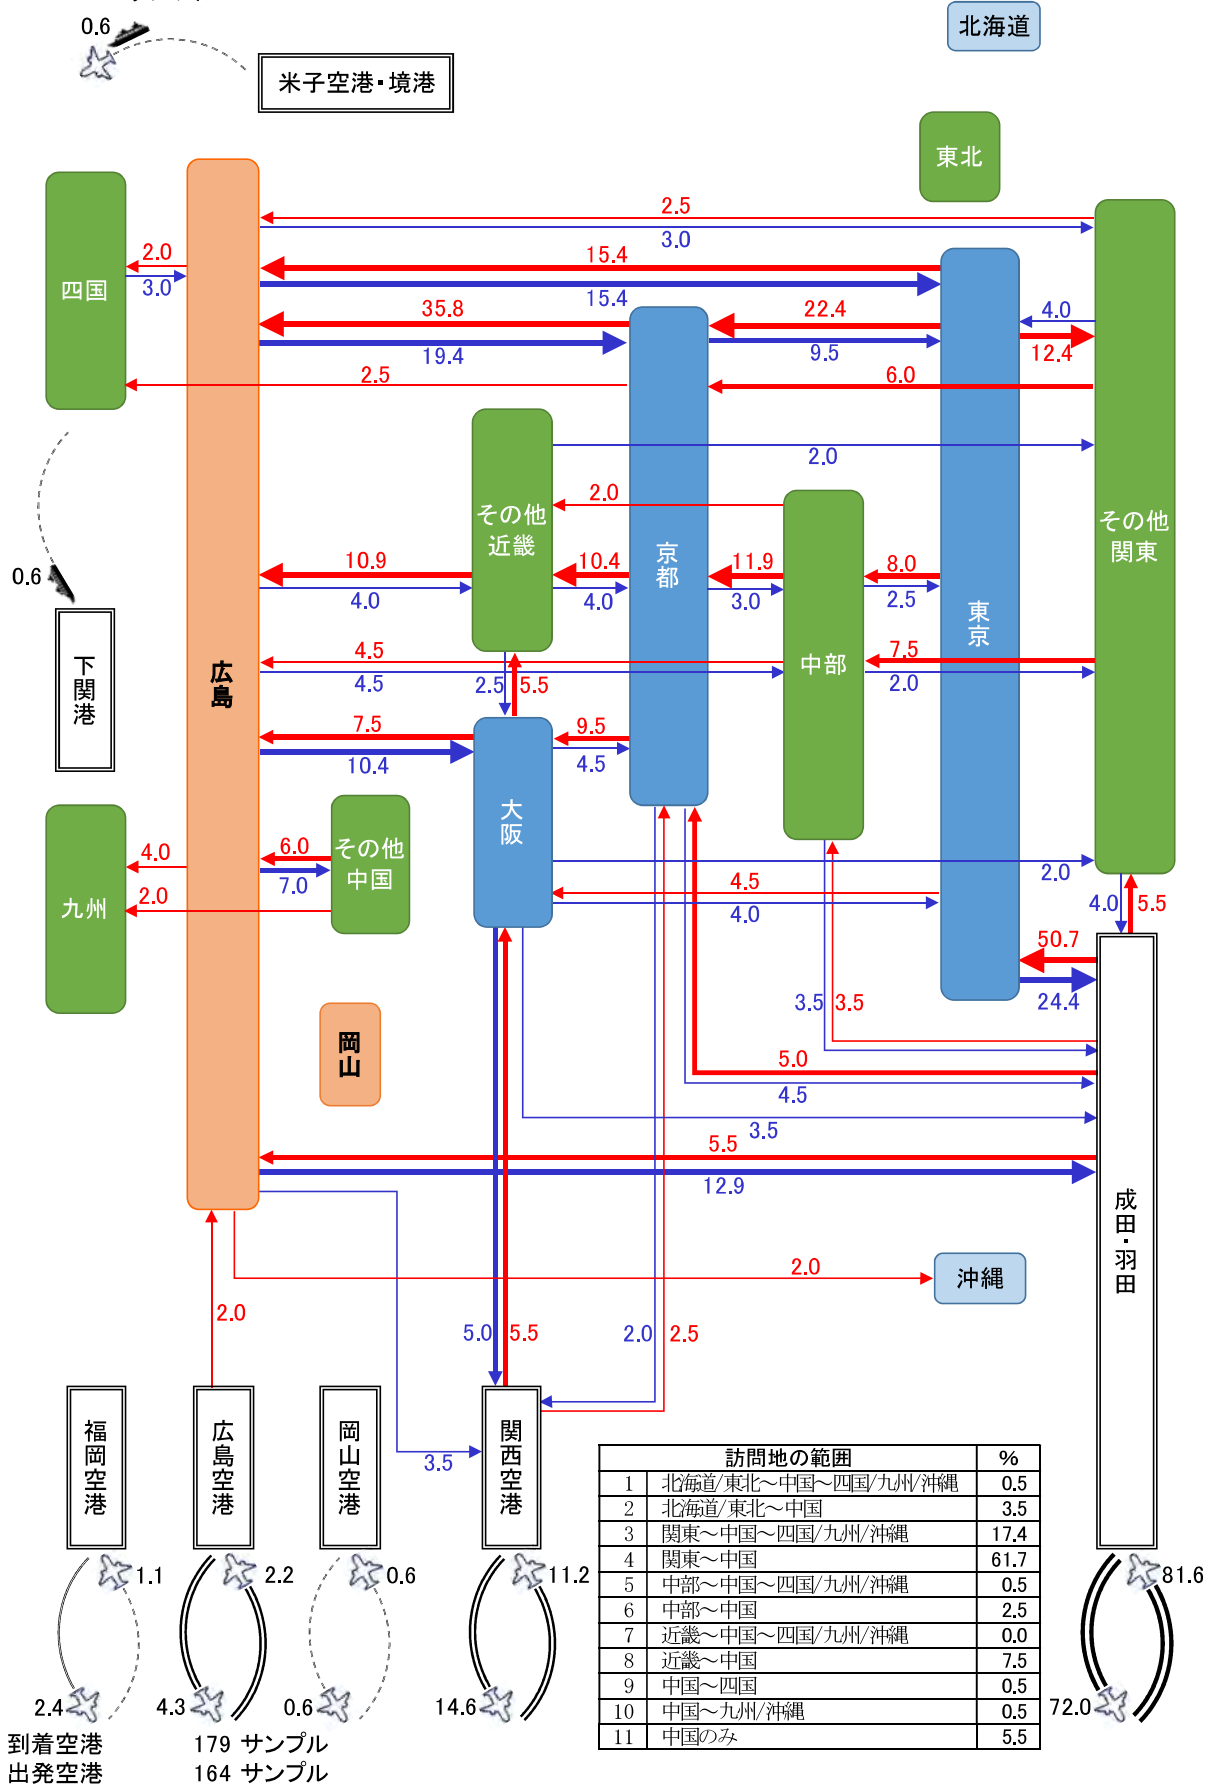 0.6
北海道
米子空港・境港
東北
2.5
3.0
2.0
3.0
四国
15.4
15.4
35.8
19.4
22.4
9.5
4.0
12.4
2.5
6.0
2.0
その他
近畿
2.0
京都
その他
関東
10.9
4.0
10.4
4.0
11.9
3.0
8.0
2.5
東京
0.6
下関港
広島
4.5
4.5
2.5
5.5
中部
7.5
2.0
7.5
10.4
9.5
4.5
大阪
その他
中国
6.0
7.0
4.0
2.0
九州
2.0
4.5
4.0
4.0
5.5
50.7
24.4
岡山
3.5
3.5
5.0
4.5
3.5
5.5
12.9
成田・羽田
2.0
沖縄
2.0
5.0
5.5
2.0
2.5
3.5
福岡空港
広島空港
岡山空港
関西空港
訪問地の範囲 %
1 北海道/東北～中国～四国/九州/沖縄 0.5
2 北海道/東北～中国 3.5
3 関東～中国～四国/九州/沖縄 17.4
4 関東～中国 61.7
5 中部～中国～四国/九州/沖縄 0.5
6 中部～中国 2.5
7 近畿～中国～四国/九州/沖縄 0.0
8 近畿～中国 7.5
9 中国～四国 0.5
10 中国～九州/沖縄 0.5
11 中国のみ 5.5
1.1
2.2
0.6
11.2
81.6
2.4
4.3
0.6
14.6
72.0
到着空港 179 サンプル
出発空港 164 サンプル